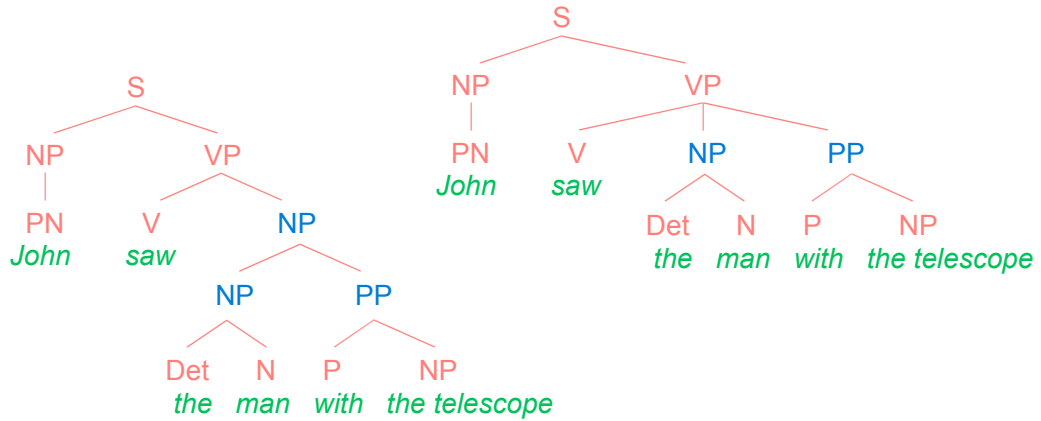 S
NP VP
PN V NP
John saw
NP PP
Det N P NP
the man with the telescope
S
NP VP
PN V NP PP
John saw
Det N P NP
the man with the telescope